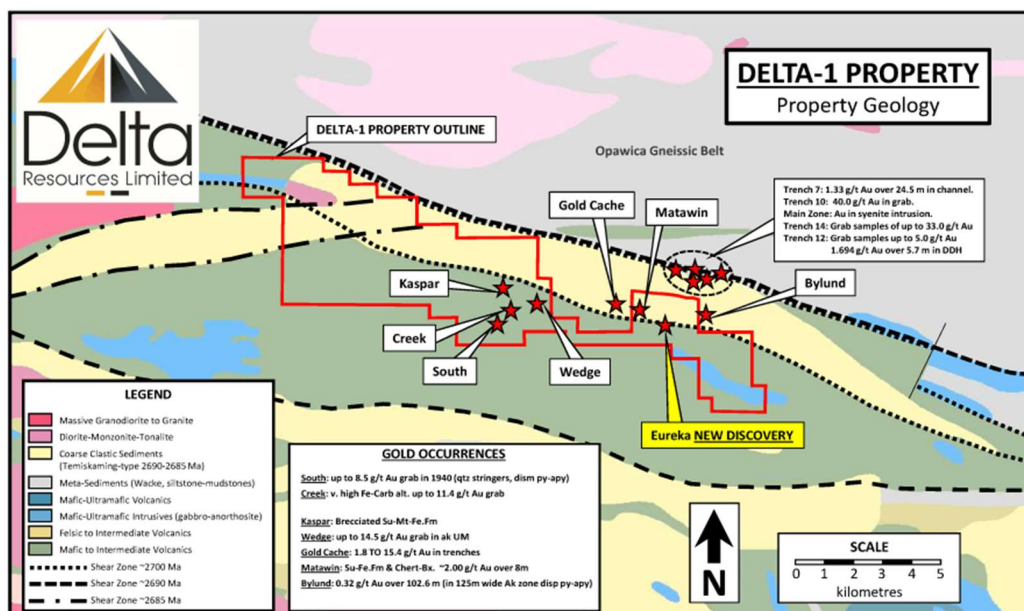 Delta
Resources Limited
DELTA-1 PROPERTY
Property Geology
DELTA-1 PROPERTY OUTLINE
Opawica Gneissic Belt
Trench 7: 1.33 g/t Au over 24.5 m in channel.
Trench 10: 40.0 g/t Au in grab.
Main Zone: Au in syenite intrusion.
Trench 14: Grab samples of up to 33.0 g/t Au
Trench 12: Grab samples up to 5.0 g/t Au
1.694 g/t Au over 5.7 m in DDH
Gold Cache
Matawin
Kaspar
Bylund
Creek
South
Wedge
Eureka NEW DISCOVERY
LEGEND
Massive Granodiorite to Granite
Diorite-Monzonite-Tonalite
Coarse Clastic Sediments
(Temiskaming-type 2690-2685 Ma)
Meta-Sediments (Wacke, siltstone-mudstones)
Mafic-Ultramafic Volcanics
Mafic-Ultramafic Intrusives (gabbro-anorthosite)
Felsic to Intermediate Volcanics
Mafic to Intermediate Volcanics
Shear Zone ~2700 Ma
Shear Zone ~2690 Ma
Shear Zone ~2685 Ma
GOLD OCCURRENCES
South: up to 8.5 g/t Au grab in 1940 (qtz stringers, dism py-apy)
Creek: v. high Fe-Carb alt. up to 11.4 g/t Au grab
Kaspar: Brecciated Su-Mt-Fe.Fm
Wedge: up to 14.5 g/t Au grab in ak UM
Gold Cache: 1.8 TO 15.4 g/t Au in trenches
Matawin: Su-Fe.Fm & Chert-Bx. ~2.00 g/t Au over 8m
Bylund: 0.32 g/t Au over 102.6 m (in 125m wide Ak zone disp py-apy)
N
SCALE
0 1 2 3 4 5
kilometres